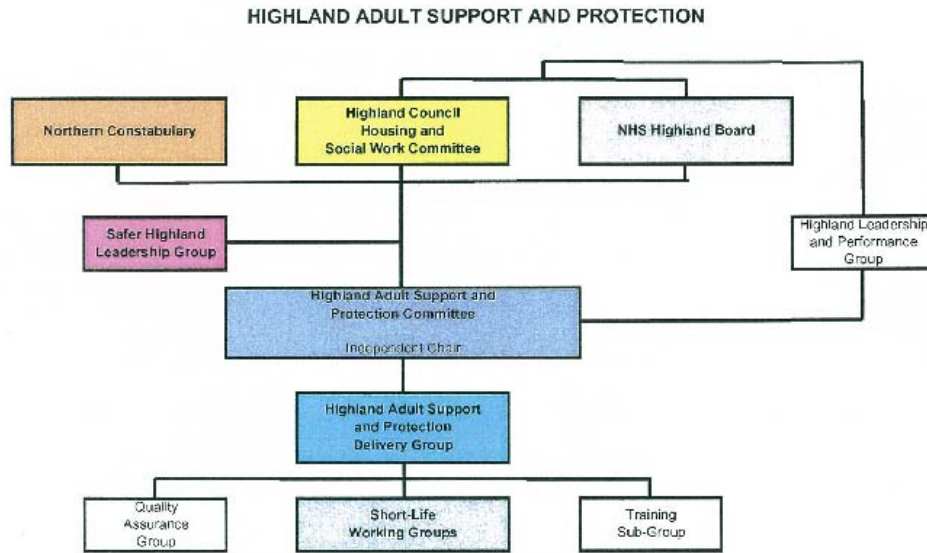 HIGHLAND ADULT SUPPORT AND PROTECTION
Northern Constabulary
Highland Council
Housing and
Social Work Committee
NHS Highland Board
Safer Highland
Leadership Group
Highland Leadership
and Performance
Group
Highland Adult Support and
Protection Committee
Independent Chair
Highland Adult Support
and Protection
Delivery Group
Quality
Assurance
Group
Short-Life
Working Groups
Training
Sub-Group